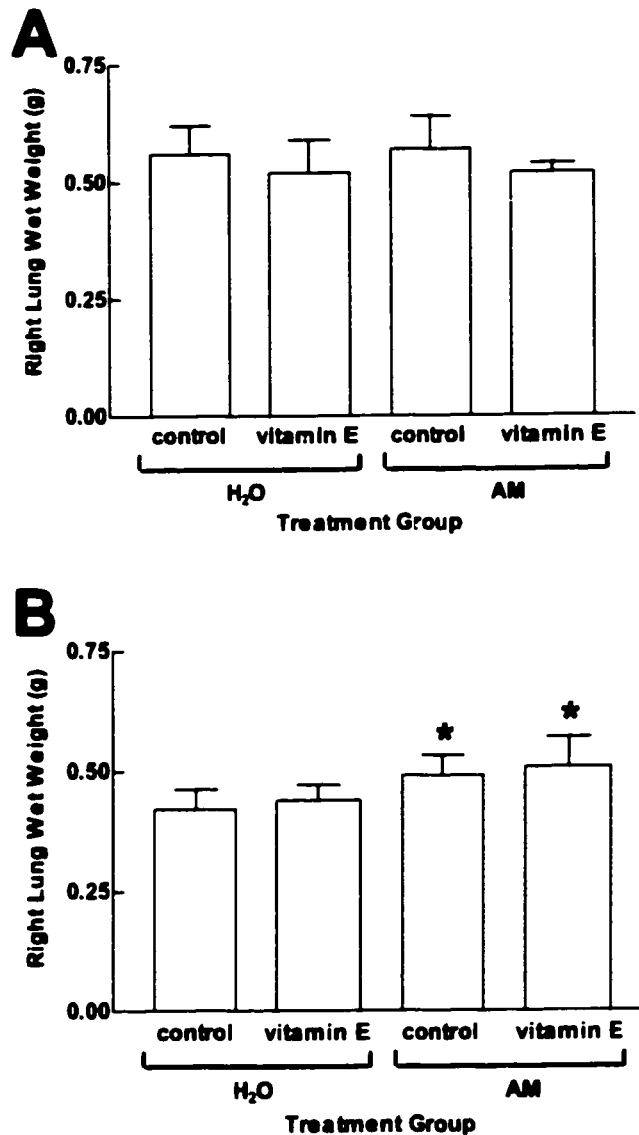 A
Right Lung Wet Weight (g)
0.75
0.50
0.25
0.00
control vitamin E control vitamin E
H₂O AM
Treatment Group
B
Right Lung Wet Weight (g)
0.75
0.50
0.25
0.00
* *
control vitamin E control vitamin E
H₂O AM
Treatment Group